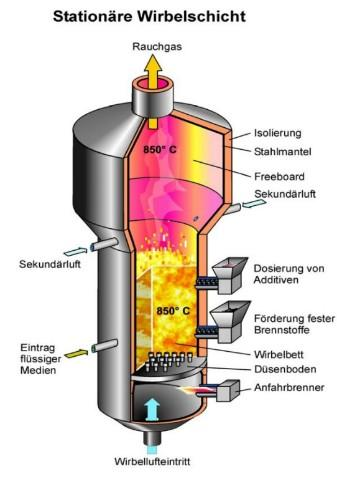 Stationäre Wirbelschicht
Rauchgas
Isolierung
850° C
Stahlmantel
Freeboard
Sekundärluft
Sekundärluft
Dosierung von
Additiven
850° C
Förderung fester
Brennstoffe
Eintrag
flüssiger
Medien
Wirbelbett
Düsenboden
Anfahrbrenner
Wirbellufteintritt